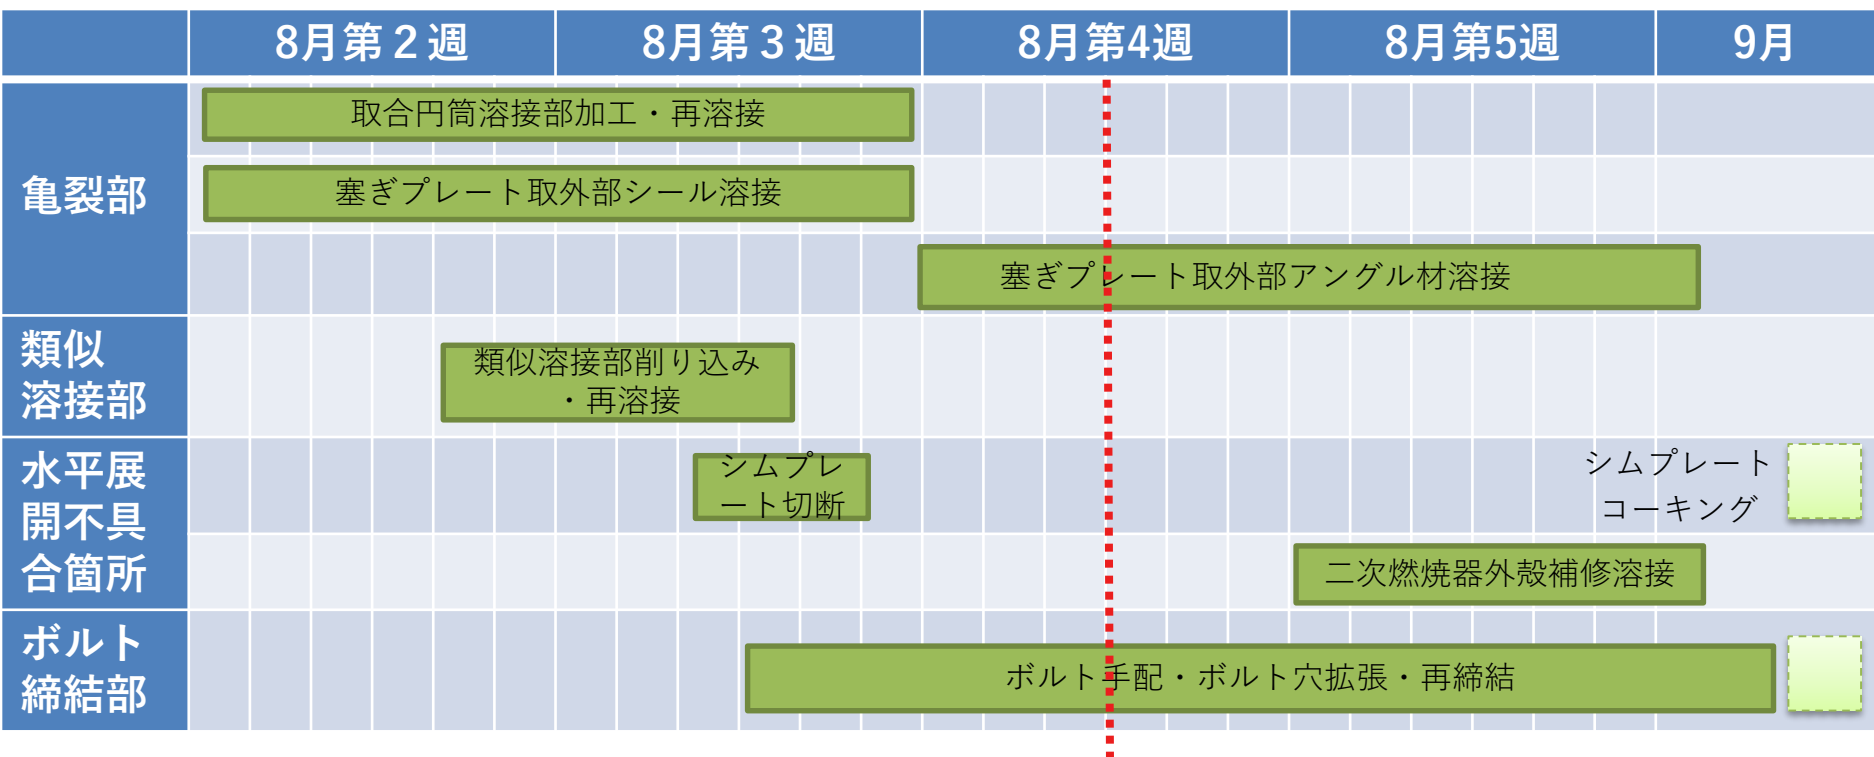 8月第２週
8月第３週
8月第4週
8月第5週
9月
亀裂部
取合円筒溶接部加工・再溶接
塞ぎプレート取外部シール溶接
塞ぎプレート取外部アングル材溶接
類似
溶接部
類似溶接部削り込み
・再溶接
水平展
開不具
合箇所
シムプレ
ート切断
シムプレート
コーキング
二次燃焼器外殻補修溶接
ボルト
締結部
ボルト手配・ボルト穴拡張・再締結